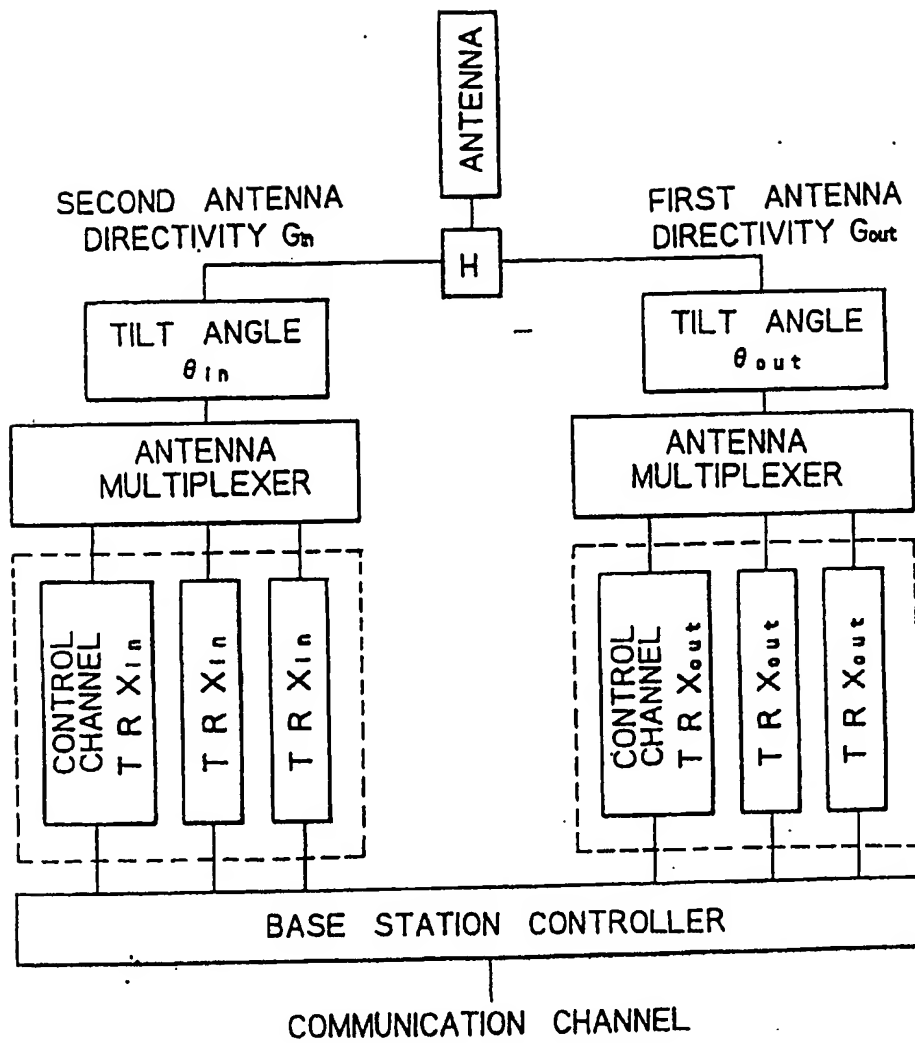 ANTENNA
SECOND ANTENNA
DIRECTIVITY Gin
FIRST ANTENNA
DIRECTIVITY Gout
H
TILT ANGLE
θin
TILT ANGLE
θout
ANTENNA
MULTIPLEXER
ANTENNA
MULTIPLEXER
CONTROL
CHANNEL
TRXin
TRXin
TRXin
CONTROL
CHANNEL
TRXout
TRXout
TRXout
BASE STATION CONTROLLER
COMMUNICATION CHANNEL